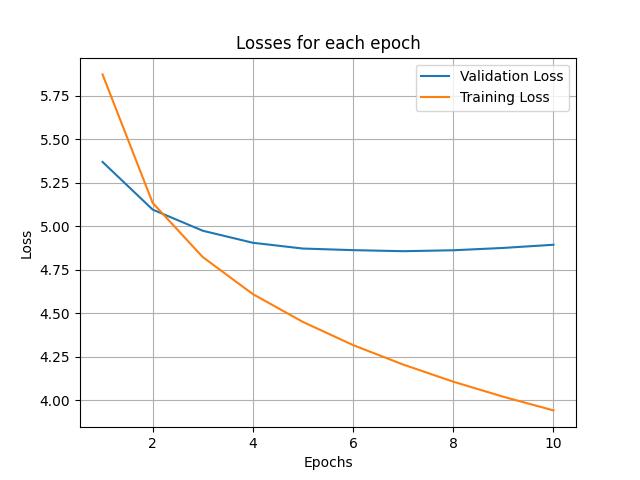 Losses for each epoch
Validation Loss
Training Loss
5.75
5.50
5.25
5.00
4.75
4.50
4.25
4.00
Loss
2 4 6 8 10
Epochs